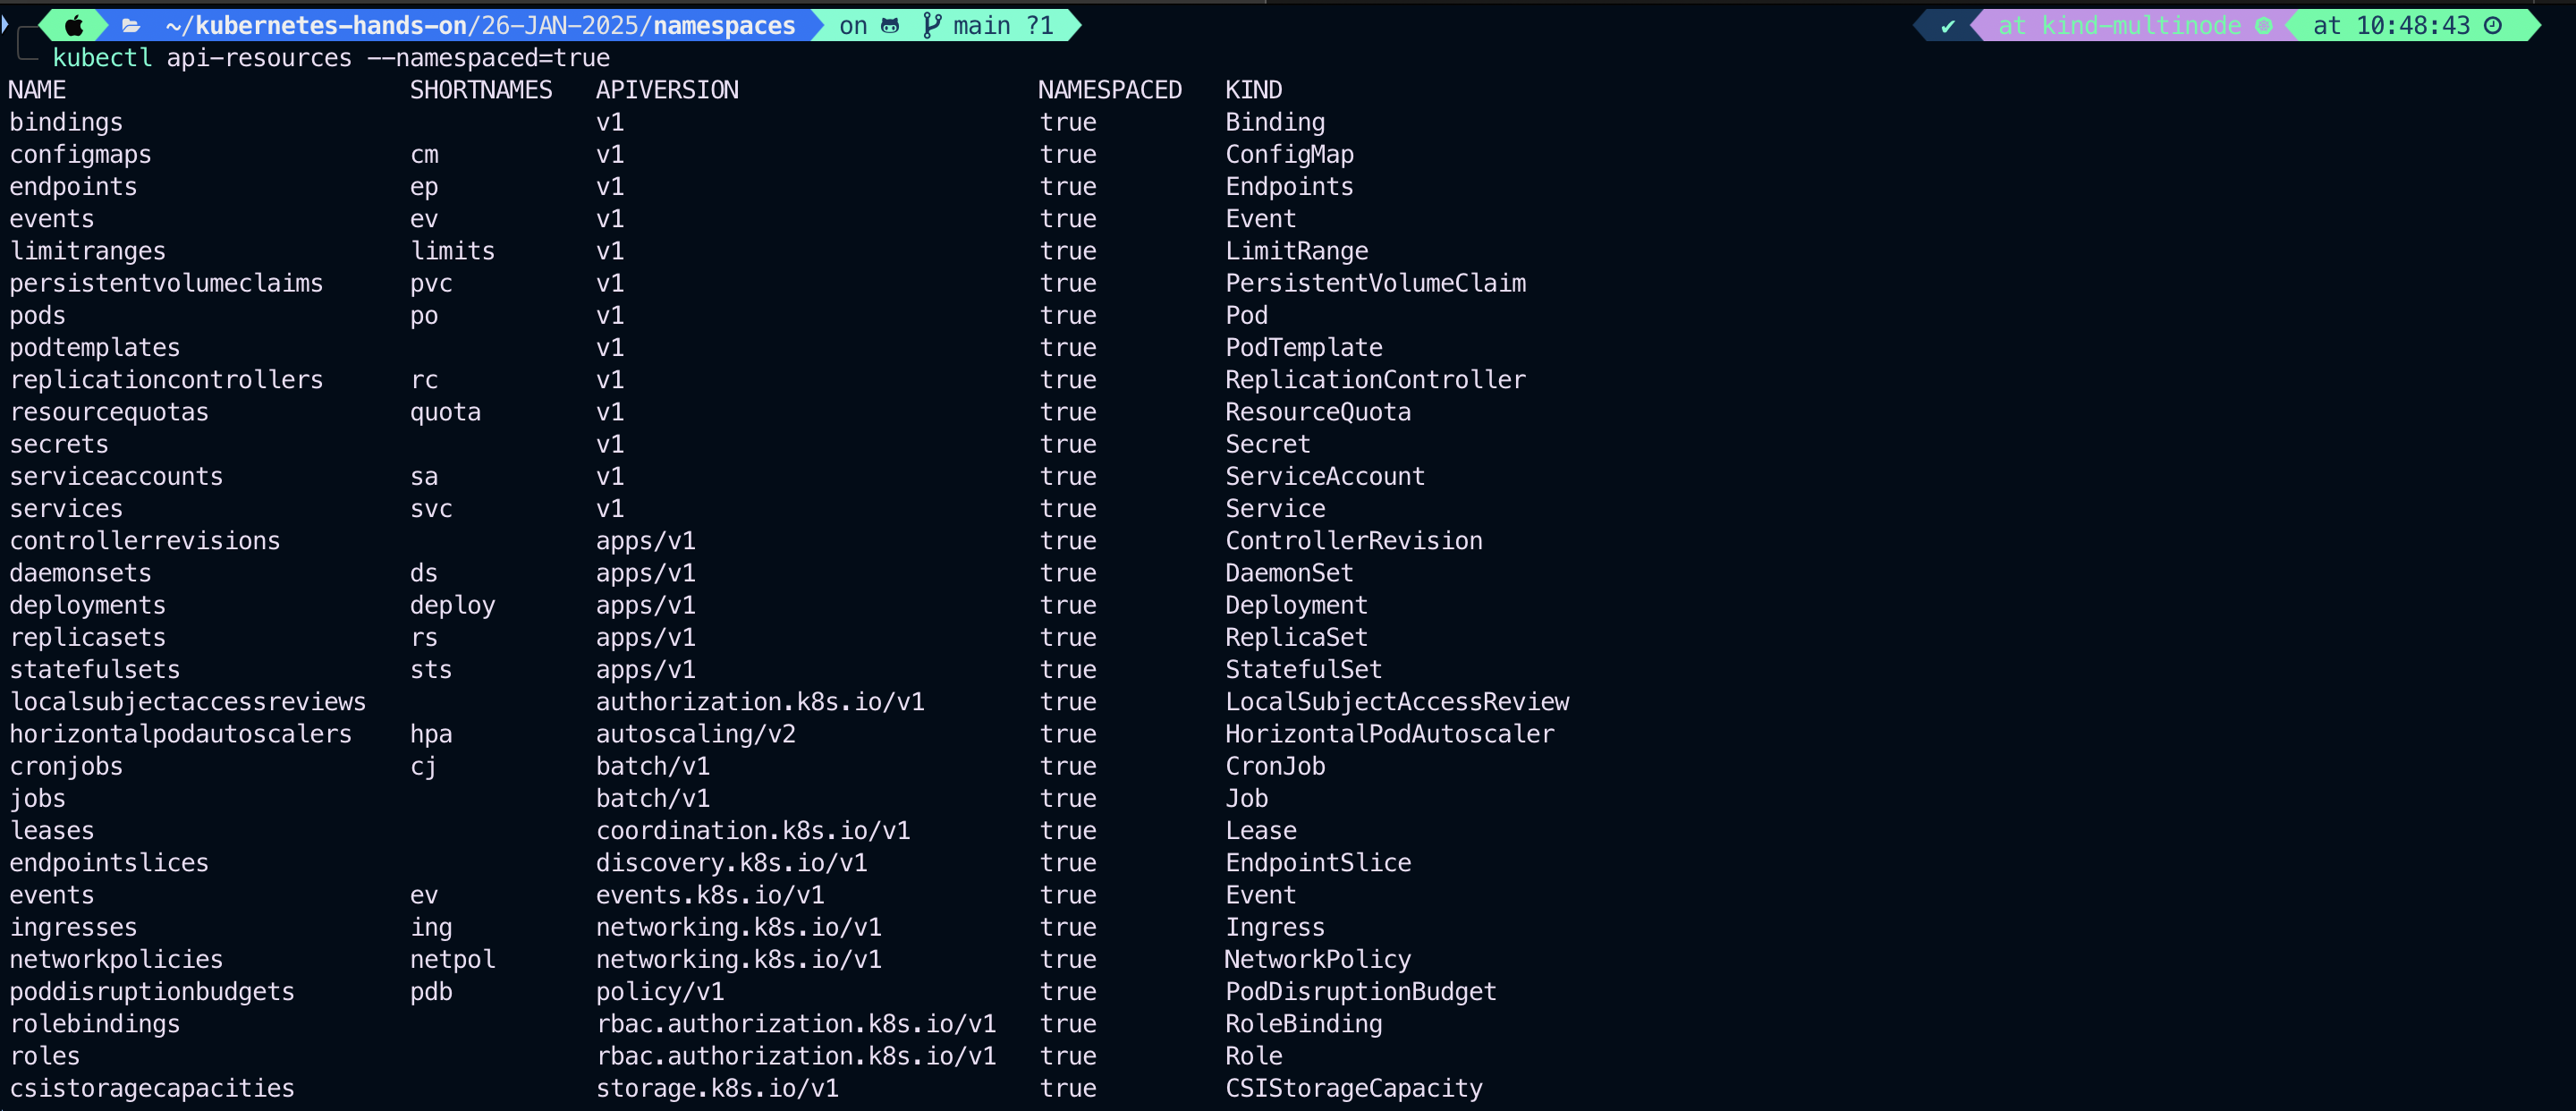 ~/kubernetes-hands-on/26-JAN-2025/namespaces on main ?1 ✔ at kind-multinode at 10:48:43
kubectl api-resources --namespaced=true
NAME SHORTNAMES APIVERSION NAMESPACED KIND
bindings v1 true Binding
configmaps cm v1 true ConfigMap
endpoints ep v1 true Endpoints
events ev v1 true Event
limitranges limits v1 true LimitRange
persistentvolumeclaims pvc v1 true PersistentVolumeClaim
pods po v1 true Pod
podtemplates v1 true PodTemplate
replicationcontrollers rc v1 true ReplicationController
resourcequotas quota v1 true ResourceQuota
secrets v1 true Secret
serviceaccounts sa v1 true ServiceAccount
services svc v1 true Service
controllerrevisions apps/v1 true ControllerRevision
daemonsets ds apps/v1 true DaemonSet
deployments deploy apps/v1 true Deployment
replicasets rs apps/v1 true ReplicaSet
statefulsets sts apps/v1 true StatefulSet
localsubjectaccessreviews authorization.k8s.io/v1 true LocalSubjectAccessReview
horizontalpodautoscalers hpa autoscaling/v2 true HorizontalPodAutoscaler
cronjobs cj batch/v1 true CronJob
jobs batch/v1 true Job
leases coordination.k8s.io/v1 true Lease
endpointslices discovery.k8s.io/v1 true EndpointSlice
events ev events.k8s.io/v1 true Event
ingresses ing networking.k8s.io/v1 true Ingress
networkpolicies netpol networking.k8s.io/v1 true NetworkPolicy
poddisruptionbudgets pdb policy/v1 true PodDisruptionBudget
rolebindings rbac.authorization.k8s.io/v1 true RoleBinding
roles rbac.authorization.k8s.io/v1 true Role
csistoragecapacities storage.k8s.io/v1 true CSIStorageCapacity